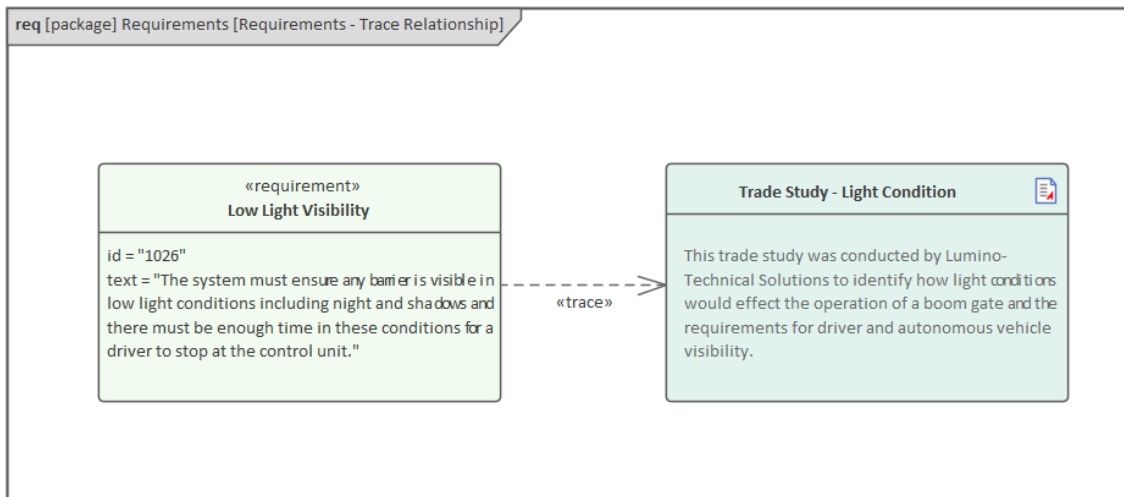 req [package] Requirements [Requirements - Trace Relationship]
«requirement»
Low Light Visibility
id = "1026"
text = "The system must ensure any barrier is visible in
low light conditions including night and shadows and
there must be enough time in these conditions for a
driver to stop at the control unit."
«trace»
Trade Study - Light Condition
This trade study was conducted by Lumino-
Technical Solutions to identify how light conditions
would effect the operation of a boom gate and the
requirements for driver and autonomous vehicle
visibility.